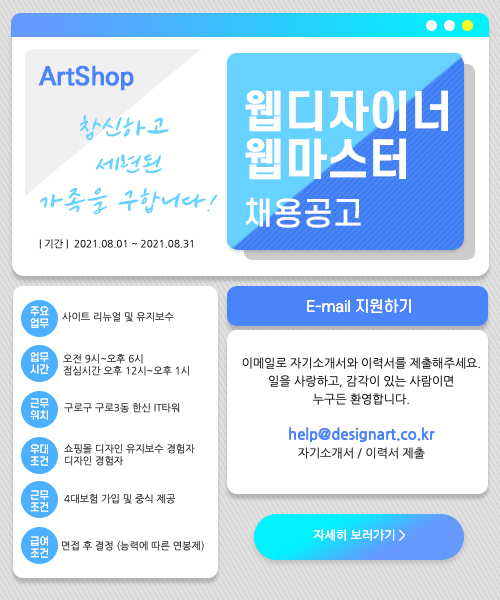 ArtShop
참신하고
세련된
가족을 구합니다!
| 기간 | 2021.08.01 ~ 2021.08.31
웹디자이너
웹마스터
채용공고
주요
업무
사이트 리뉴얼 및 유지보수
업무
시간
오전 9시~오후 6시
점심시간 오후 12시~오후 1시
근무
위치
구로구 구로3동 한신 IT타워
우대
조건
쇼핑몰 디자인 유지보수 경험자
디자인 경험자
근무
조건
4대보험 가입 및 중식 제공
급여
조건
면접 후 결정 (능력에 따른 연봉제)
E-mail 지원하기
이메일로 자기소개서와 이력서를 제출해주세요.
일을 사랑하고, 감각이 있는 사람이면
누구든 환영합니다.
help@designart.co.kr
자기소개서 / 이력서 제출
자세히 보러가기 >